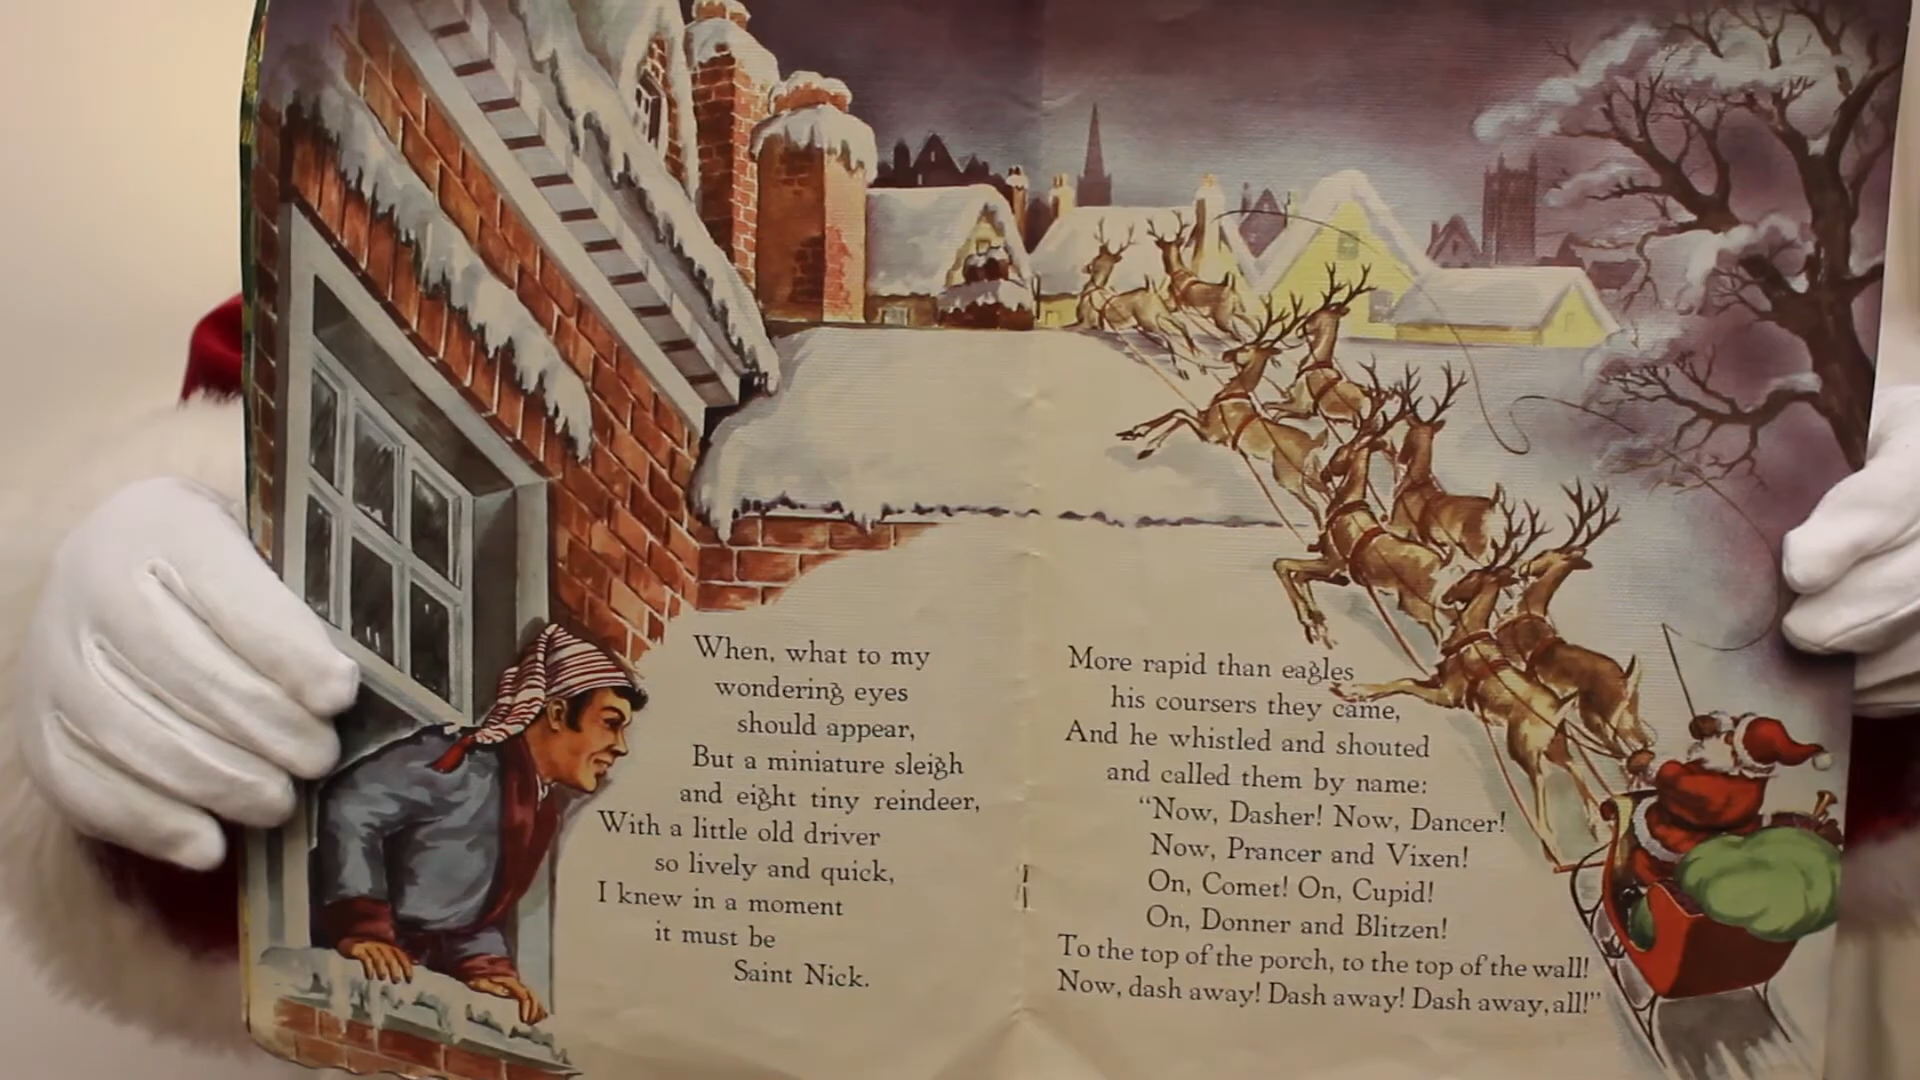 When, what to my
wondering eyes
should appear,
But a miniature sleigh
and eight tiny reindeer,
With a little old driver
so lively and quick,
I knew in a moment
it must be
Saint Nick.
More rapid than eagles
his coursers they came,
And he whistled and shouted
and called them by name:
“Now, Dasher! Now, Dancer!
Now, Prancer and Vixen!
On, Comet! On, Cupid!
On, Donner and Blitzen!
To the top of the porch, to the top of the wall!
Now, dash away! Dash away! Dash away, all!”